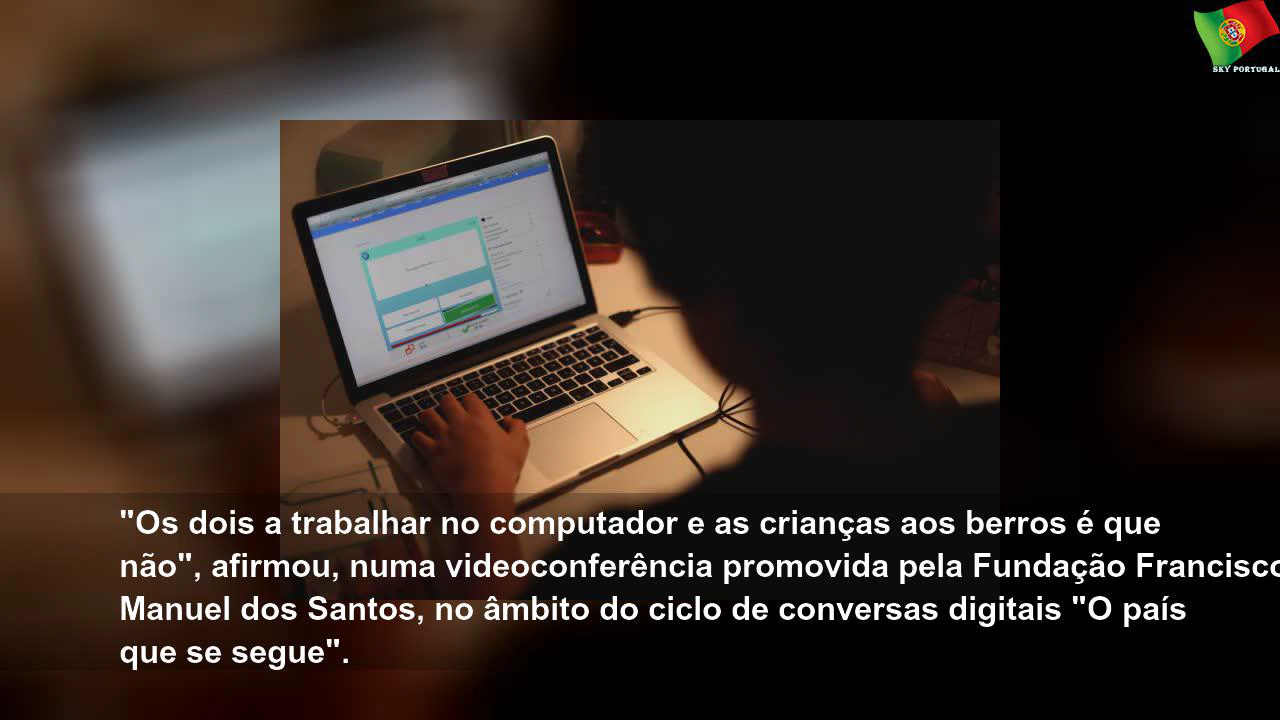 SKY PORTUGAL
"Os dois a trabalhar no computador e as crianças aos berros é que
não", afirmou, numa videoconferência promovida pela Fundação Francisco
Manuel dos Santos, no âmbito do ciclo de conversas digitais "O país
que se segue".